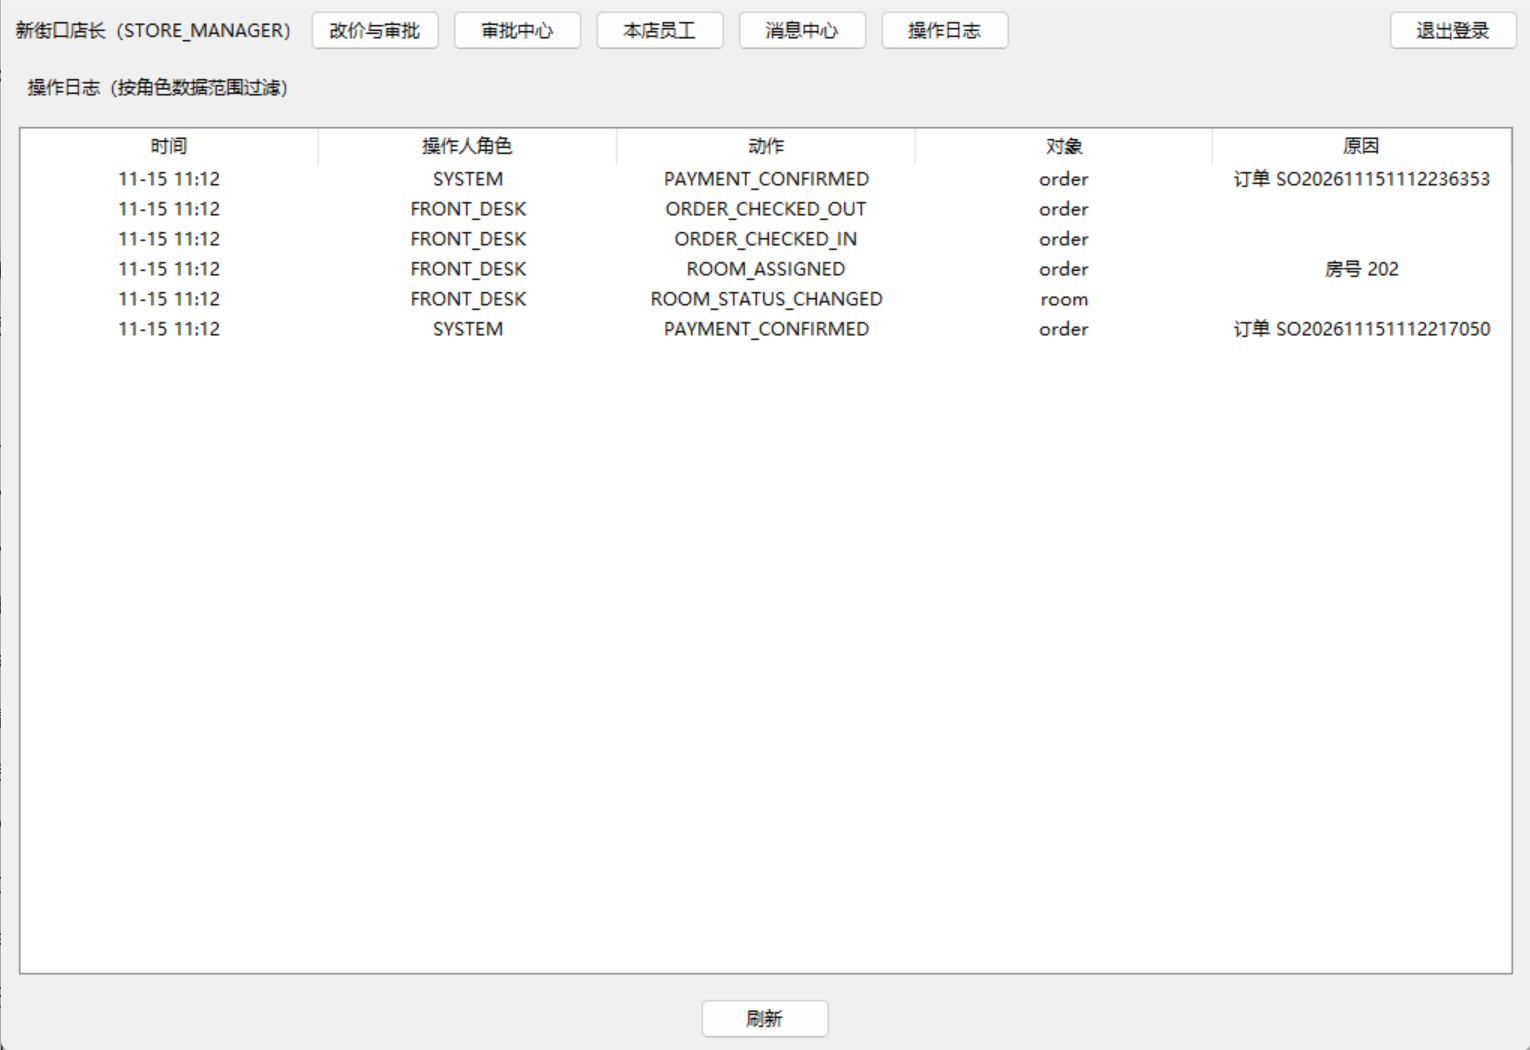 新街口店长（STORE_MANAGER） 改价与审批 审批中心 本店员工 消息中心 操作日志 退出登录
操作日志（按角色数据范围过滤）
时间 操作人角色 动作 对象 原因
11-15 11:12 SYSTEM PAYMENT_CONFIRMED order 订单 SO202611151112236353
11-15 11:12 FRONT_DESK ORDER_CHECKED_OUT order
11-15 11:12 FRONT_DESK ORDER_CHECKED_IN order
11-15 11:12 FRONT_DESK ROOM_ASSIGNED order 房号 202
11-15 11:12 FRONT_DESK ROOM_STATUS_CHANGED room
11-15 11:12 SYSTEM PAYMENT_CONFIRMED order 订单 SO202611151112217050
刷新